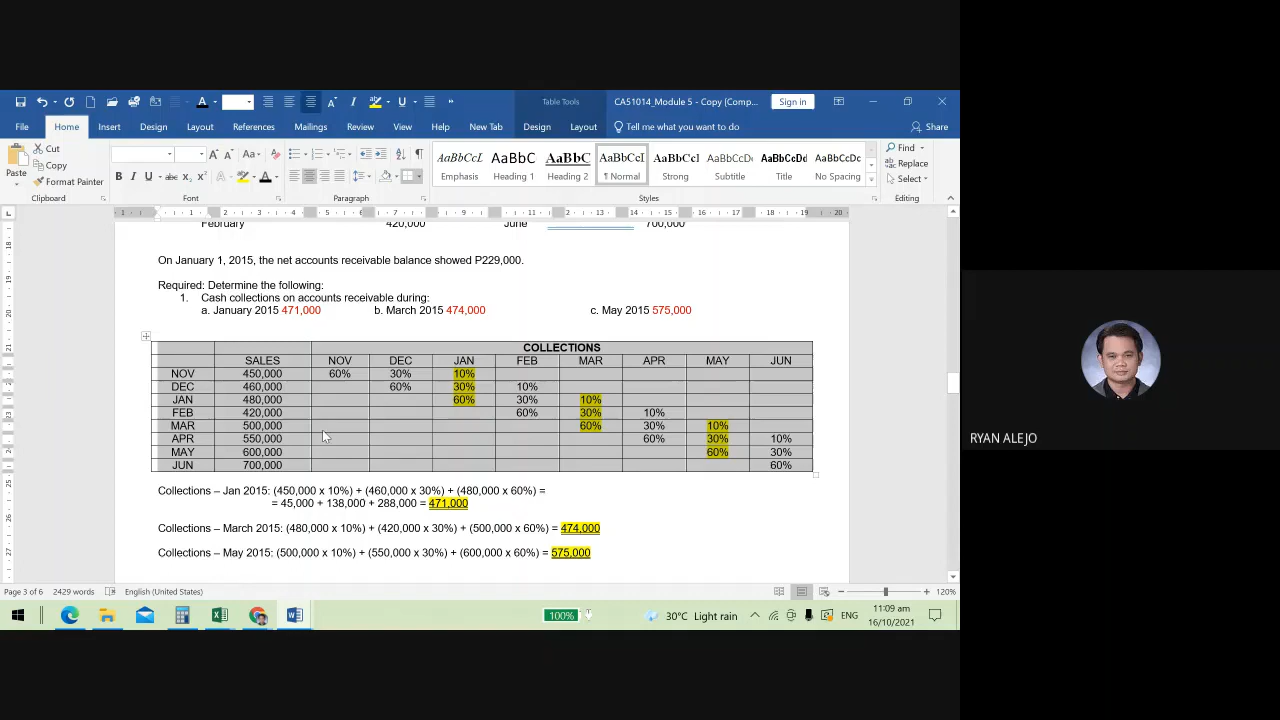 CA51014_Module 5 - Copy (Comp...
Table Tools
Sign in
File Home Insert Design Layout References Mailings Review View Help New Tab Design Layout Tell me what you want to do Share
Paste
Cut
Copy
Format Painter
Clipboard
Font
Paragraph
AaBbCcL Emphasis
AaBbC Heading 1
AaBbC Heading 2
AaBbCcI ¶ Normal
AaBbCcI Strong
AaBbCcDc Subtitle
AaBbCcDd Title
AaBbCcDc No Spacing
Styles
Find
Replace
Select
Editing
February 420,000 June 700,000
On January 1, 2015, the net accounts receivable balance showed P229,000.
Required: Determine the following:
1. Cash collections on accounts receivable during:
a. January 2015 471,000 b. March 2015 474,000 c. May 2015 575,000
COLLECTIONS
SALES NOV DEC JAN FEB MAR APR MAY JUN
NOV 450,000 60% 30% 10%
DEC 460,000 60% 30% 10%
JAN 480,000 60% 30% 10%
FEB 420,000 60% 30% 10%
MAR 500,000 60% 30% 10%
APR 550,000 60% 30% 10%
MAY 600,000 60% 30%
JUN 700,000 60%
Collections – Jan 2015: (450,000 x 10%) + (460,000 x 30%) + (480,000 x 60%) =
= 45,000 + 138,000 + 288,000 = 471,000
Collections – March 2015: (480,000 x 10%) + (420,000 x 30%) + (500,000 x 60%) = 474,000
Collections – May 2015: (500,000 x 10%) + (550,000 x 30%) + (600,000 x 60%) = 575,000
Page 3 of 6 2429 words English (United States) 120%
100% 30°C Light rain ENG 11:09 am
16/10/2021
RYAN ALEJO